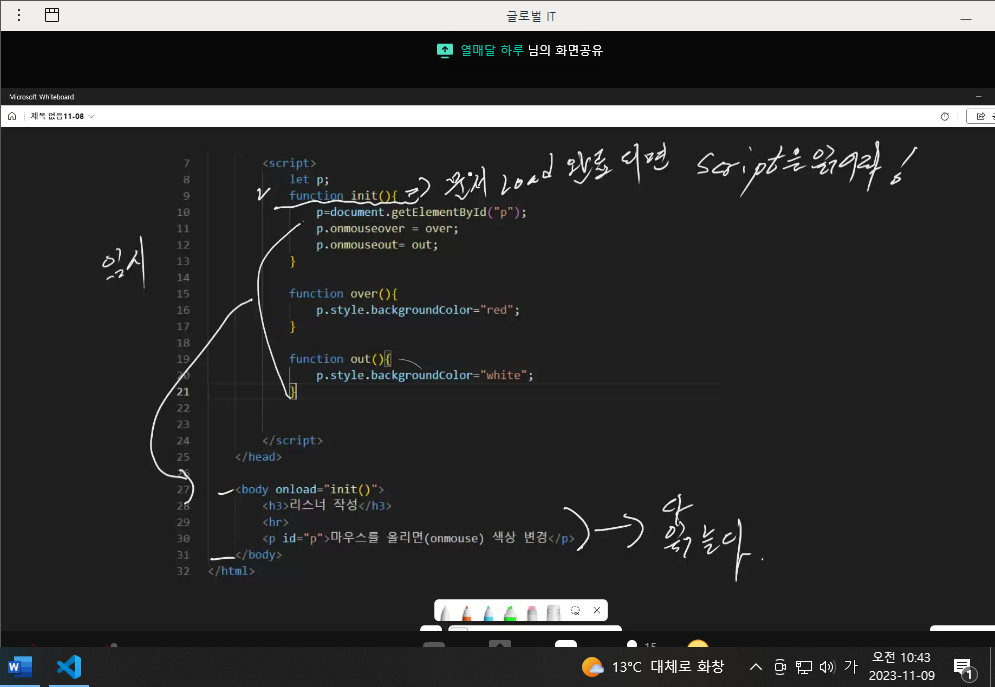 글로벌 IT
열매달 하루 님의 화면공유
Microsoft Whiteboard
제목 없음11-08
7 <script>
8 let p;
9 function init(){ => 문서 load 완료 되면 script은 읽어라!
10 p=document.getElementById("p");
11 p.onmouseover = over;
12 p.onmouseout= out;
임시
13 }
14
15 function over(){
16 p.style.backgroundColor="red";
17 }
18
19 function out(){
20 p.style.backgroundColor="white";
21 }
22
23
24 </script>
25 </head>
26
27 <body onload="init()">
28 <h3>리스너 작성</h3>
29 <hr>
30 <p id="p">마우스를 올리면(onmouse) 색상 변경</p>
다
읽는다.
31 </body>
32 </html>
15
13°C 대체로 화창
가
오전 10:43
2023-11-09
1